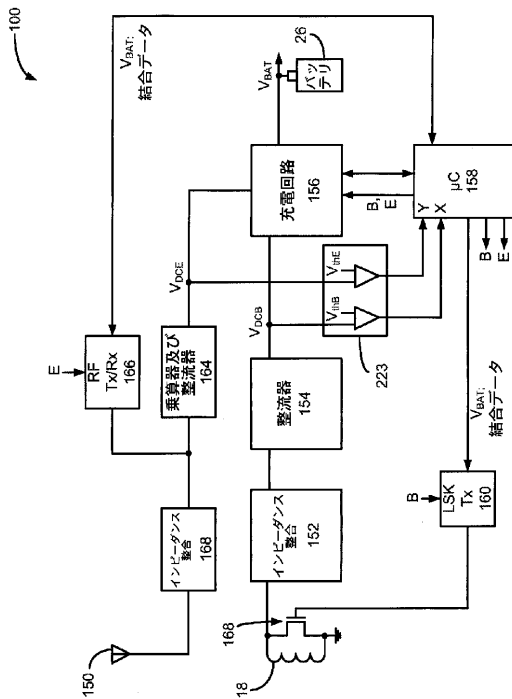 100
150
インピーダンス
整合
168
E
RF
Tx/Rx
166
乗算器及び
整流器
164
V_BAT;
結合データ
V_DCE
V_DCB
充電回路
156
V_BAT
26
バッ
テリ
18
168
インピーダンス
整合
152
整流器
154
V_thB
V_thE
223
B,
E
Y
X
µC
158
B
E
B
LSK
Tx
160
V_BAT;
結合データ